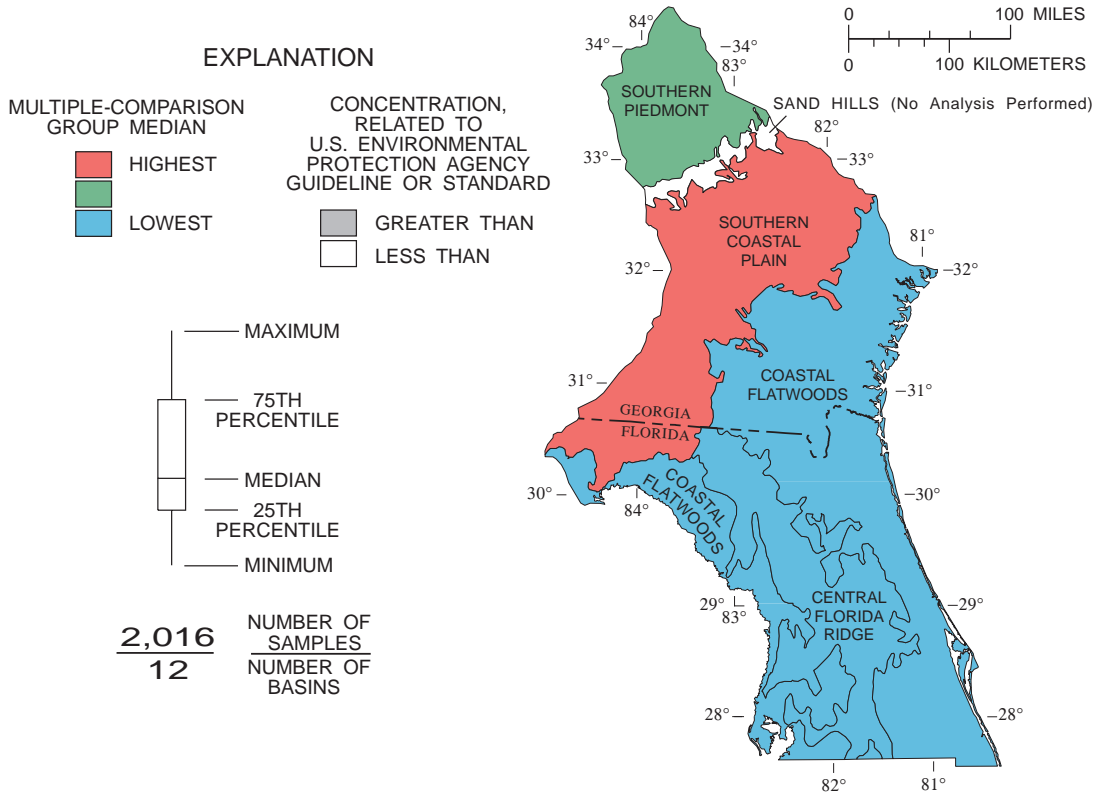 EXPLANATION
MULTIPLE-COMPARISON
GROUP MEDIAN
HIGHEST
LOWEST
CONCENTRATION,
RELATED TO
U.S. ENVIRONMENTAL
PROTECTION AGENCY
GUIDELINE OR STANDARD
GREATER THAN
LESS THAN
MAXIMUM
75TH
PERCENTILE
MEDIAN
25TH
PERCENTILE
MINIMUM
2,016
12
NUMBER OF
SAMPLES
NUMBER OF
BASINS
0 100 MILES
0 100 KILOMETERS
84°
34°
34°
83°
SOUTHERN
PIEDMONT
SAND HILLS (No Analysis Performed)
82°
33°
33°
SOUTHERN
COASTAL
PLAIN
81°
32°
32°
COASTAL
FLATWOODS
31°
31°
GEORGIA
FLORIDA
COASTAL
FLATWOODS
30°
84°
30°
CENTRAL
FLORIDA
RIDGE
29°
83°
29°
28°
28°
82°
81°